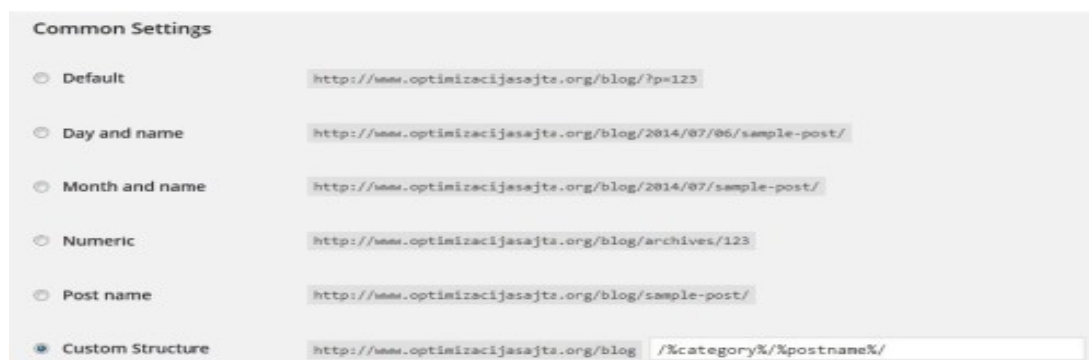 Common Settings
Default http://www.optimizacijasajta.org/blog/?p=123
Day and name http://www.optimizacijasajta.org/blog/2014/07/06/sample-post/
Month and name http://www.optimizacijasajta.org/blog/2014/07/sample-post/
Numeric http://www.optimizacijasajta.org/blog/archives/123
Post name http://www.optimizacijasajta.org/blog/sample-post/
Custom Structure http://www.optimizacijasajta.org/blog /%category%/%postname%/